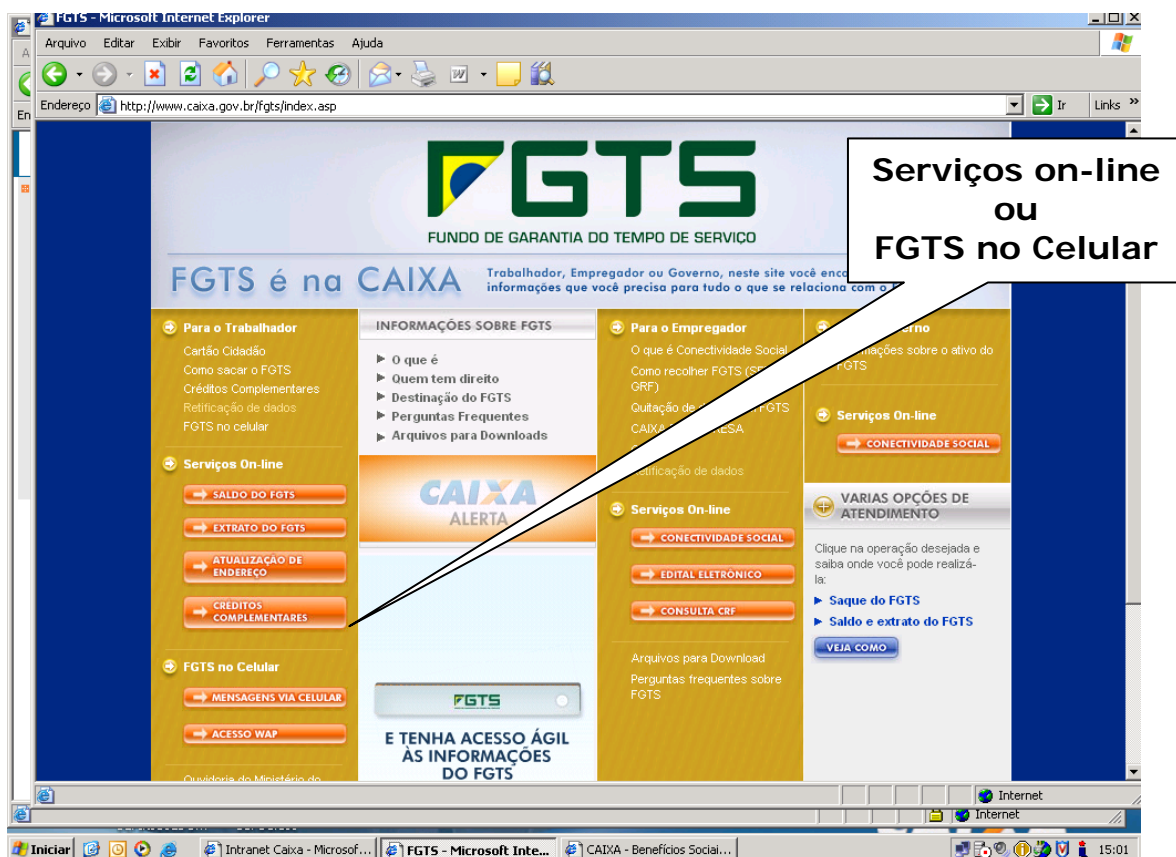 FGTS - Microsoft Internet Explorer
Arquivo Editar Exibir Favoritos Ferramentas Ajuda
Endereço http://www.caixa.gov.br/fgts/index.asp Ir Links »
FGTS
FUNDO DE GARANTIA DO TEMPO DE SERVIÇO
Serviços on-line
ou
FGTS no Celular
FGTS é na CAIXA
Trabalhador, Empregador ou Governo, neste site você
informações que você precisa para tudo o que se relaciona com o
Para o Trabalhador
Cartão Cidadão
Como sacar o FGTS
Créditos Complementares
Retificação de dados
FGTS no celular
Serviços On-line
SALDO DO FGTS
EXTRATO DO FGTS
ATUALIZAÇÃO DE
ENDEREÇO
CRÉDITOS
COMPLEMENTARES
FGTS no Celular
MENSAGENS VIA CELULAR
ACESSO WAP
Ouvidoria do Ministério do
INFORMAÇÕES SOBRE FGTS
O que é
Quem tem direito
Destinação do FGTS
Perguntas Frequentes
Arquivos para Downloads
CAIXA
ALERTA
FGTS
E TENHA ACESSO ÁGIL
ÀS INFORMAÇÕES
DO FGTS
Para o Empregador
O que é Conectividade Social
Como recolher FGTS
GRF)
Quitação de FGTS
CAIXA
Retificação de dados
Serviços On-line
CONECTIVIDADE SOCIAL
EDITAL ELETRÔNICO
CONSULTA CRF
Arquivos para Download
Perguntas frequentes sobre
FGTS
sobre o ativo do
FGTS
Serviços On-line
CONECTIVIDADE SOCIAL
VARIAS OPÇÕES DE
ATENDIMENTO
Clique na operação desejada e
saiba onde você pode realizá-
la:
Saque do FGTS
Saldo e extrato do FGTS
VEJA COMO
Internet
Internet
Iniciar Intranet Caixa - Microsof... FGTS - Microsoft Inte... CAIXA - Benefícios Sociai... 15:01